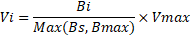 Vi = Bi / Max(Bs, Bmax) × Vmax